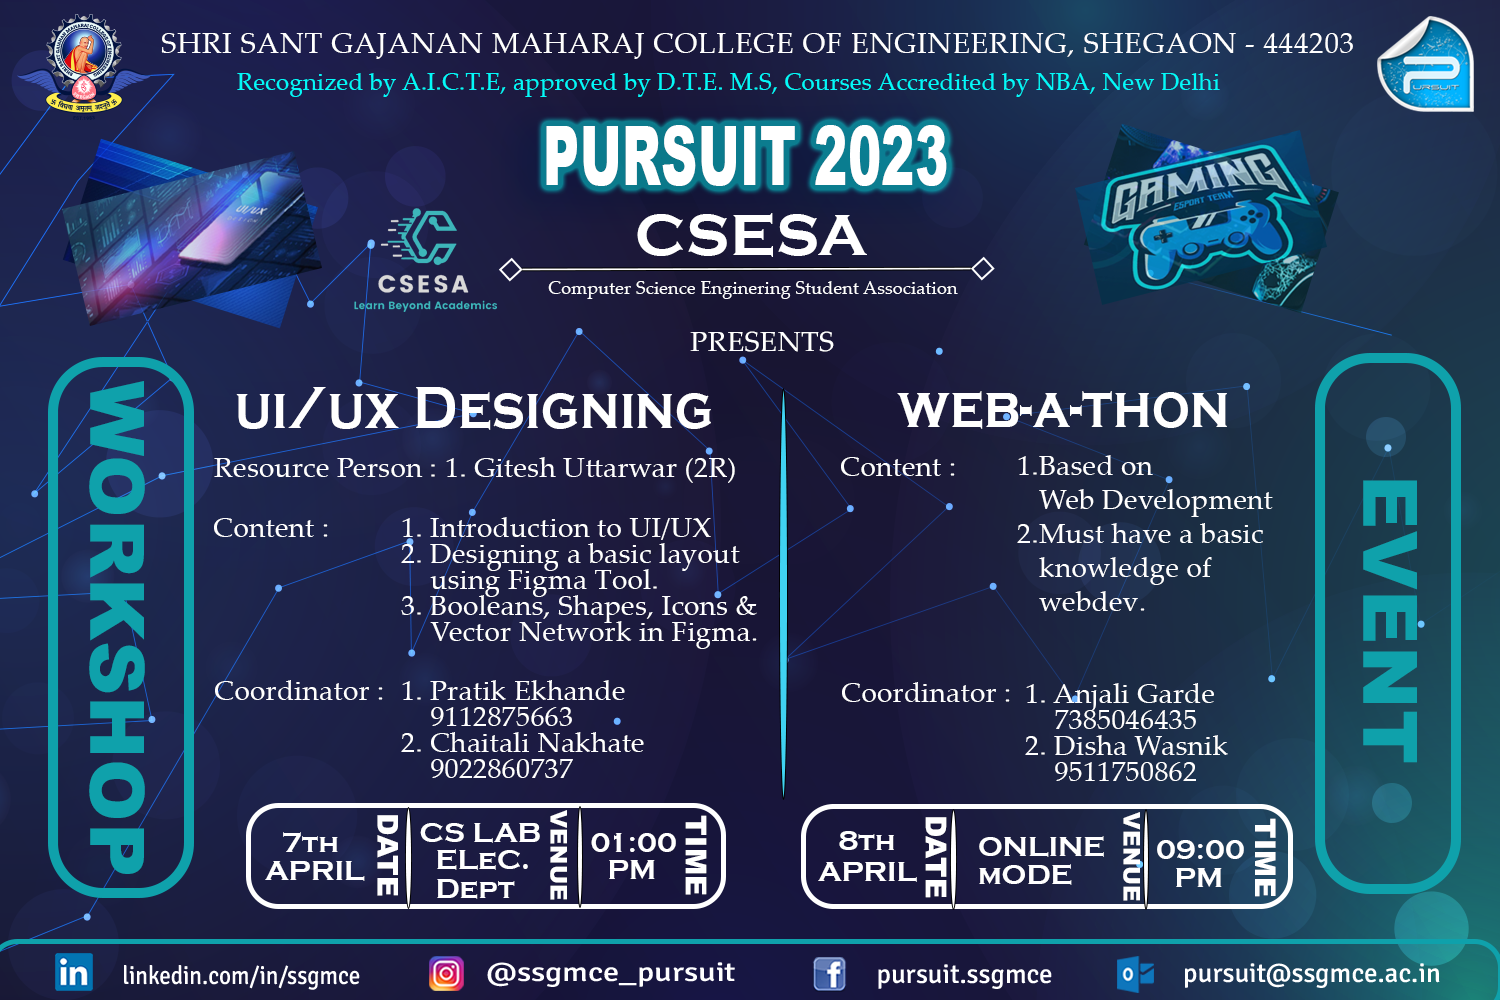 SHRI SANT GAJANAN MAHARAJ COLLEGE OF ENGINEERING, SHEGAON - 444203
Recognized by A.I.C.T.E, approved by D.T.E. M.S, Courses Accredited by NBA, New Delhi
PURSUIT
PURSUIT 2023
CSESA
Computer Science Enginering Student Association
CSESA
Learn Beyond Academics
UI/UX
GAMING
ESPORT TEAM
PRESENTS
WORKSHOP
UI/UX DESIGNING
Resource Person : 1. Gitesh Uttarwar (2R)
Content : 1. Introduction to UI/UX
2. Designing a basic layout
using Figma Tool.
3. Booleans, Shapes, Icons &
Vector Network in Figma.
Coordinator : 1. Pratik Ekhande
9112875663
2. Chaitali Nakhate
9022860737
7TH
APRIL
DATE
CS LAB
ELEC.
DEPT
VENUE
01:00
PM
TIME
WEB-A-THON
Content : 1.Based on
Web Development
2.Must have a basic
knowledge of
webdev.
Coordinator : 1. Anjali Garde
7385046435
2. Disha Wasnik
9511750862
8TH
APRIL
DATE
ONLINE
MODE
VENUE
09:00
PM
TIME
EVENT
linkedin.com/in/ssgmce
@ssgmce_pursuit
pursuit.ssgmce
pursuit@ssgmce.ac.in